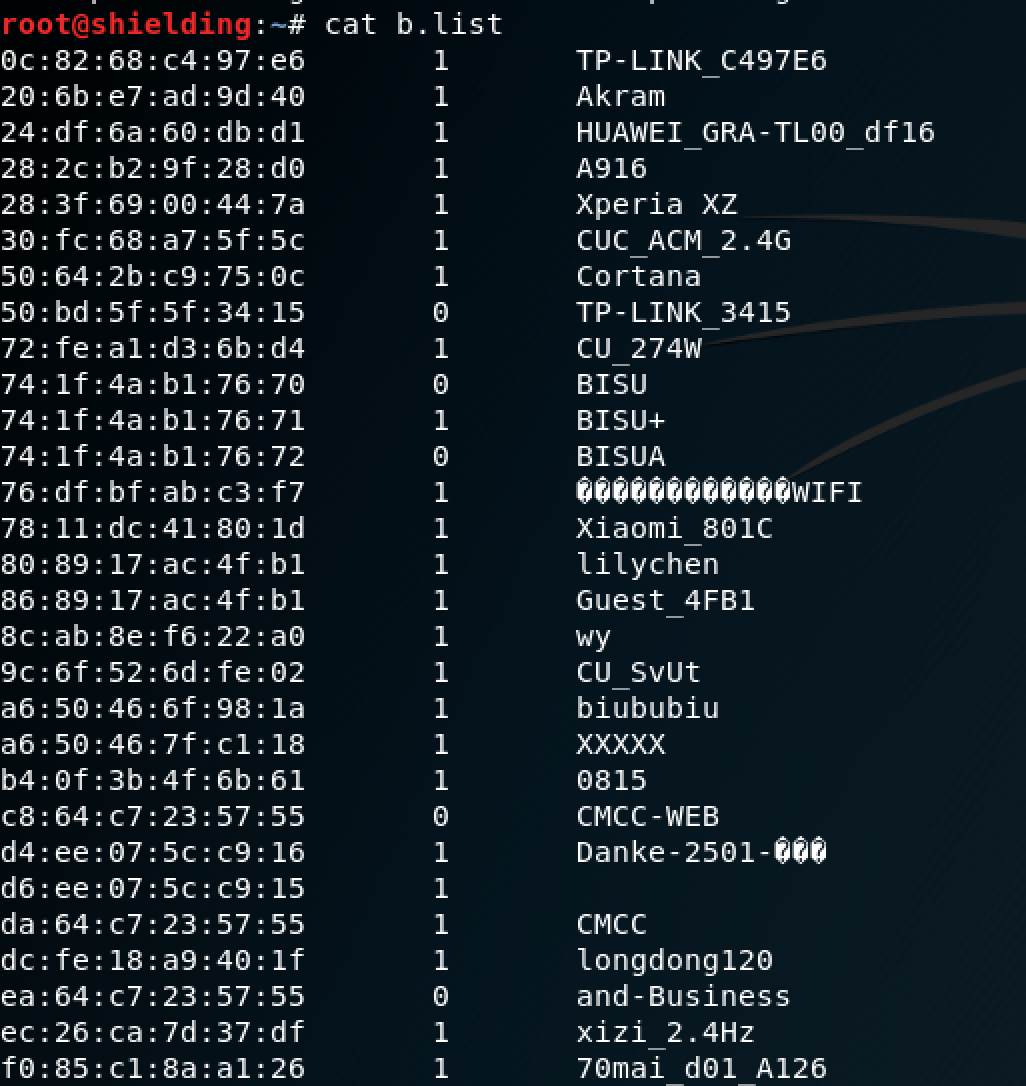 root@shielding:~# cat b.list
0c:82:68:c4:97:e6 1 TP-LINK_C497E6
20:6b:e7:ad:9d:40 1 Akram
24:df:6a:60:db:d1 1 HUAWEI_GRA-TL00_df16
28:2c:b2:9f:28:d0 1 A916
28:3f:69:00:44:7a 1 Xperia XZ
30:fc:68:a7:5f:5c 1 CUC_ACM_2.4G
50:64:2b:c9:75:0c 1 Cortana
50:bd:5f:5f:34:15 0 TP-LINK_3415
72:fe:a1:d3:6b:d4 1 CU_274W
74:1f:4a:b1:76:70 0 BISU
74:1f:4a:b1:76:71 1 BISU+
74:1f:4a:b1:76:72 0 BISUA
76:df:bf:ab:c3:f7 1 ������������WIFI
78:11:dc:41:80:1d 1 Xiaomi_801C
80:89:17:ac:4f:b1 1 lilychen
86:89:17:ac:4f:b1 1 Guest_4FB1
8c:ab:8e:f6:22:a0 1 wy
9c:6f:52:6d:fe:02 1 CU_SvUt
a6:50:46:6f:98:1a 1 biububiu
a6:50:46:7f:c1:18 1 XXXXX
b4:0f:3b:4f:6b:61 1 0815
c8:64:c7:23:57:55 0 CMCC-WEB
d4:ee:07:5c:c9:16 1 Danke-2501-���
d6:ee:07:5c:c9:15 1
da:64:c7:23:57:55 1 CMCC
dc:fe:18:a9:40:1f 1 longdong120
ea:64:c7:23:57:55 0 and-Business
ec:26:ca:7d:37:df 1 xizi_2.4Hz
f0:85:c1:8a:a1:26 1 70mai_d01_A126